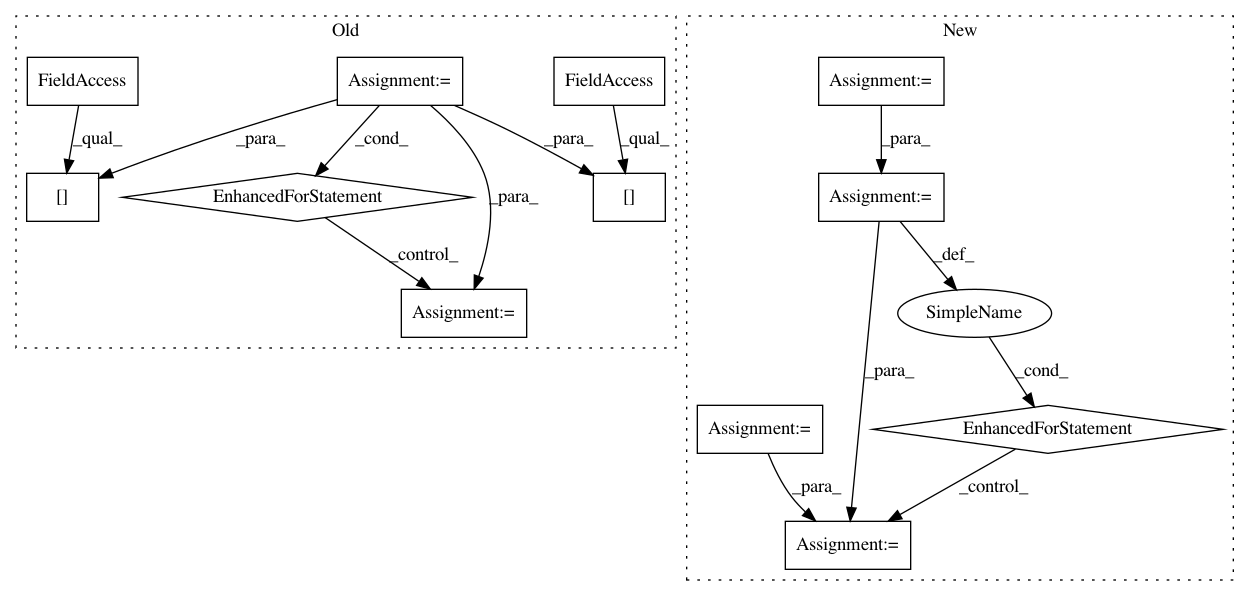 Old
New
FieldAccess
Assignment:=
FieldAccess
Assignment:=
_qual_
_para_
_cond_
_para_
_qual_
_para_
[]
EnhancedForStatement
_para_
[]
Assignment:=
_control_
_def_
Assignment:=
SimpleName
_para_
_cond_
Assignment:=
EnhancedForStatement
_para_
_control_
Assignment:=